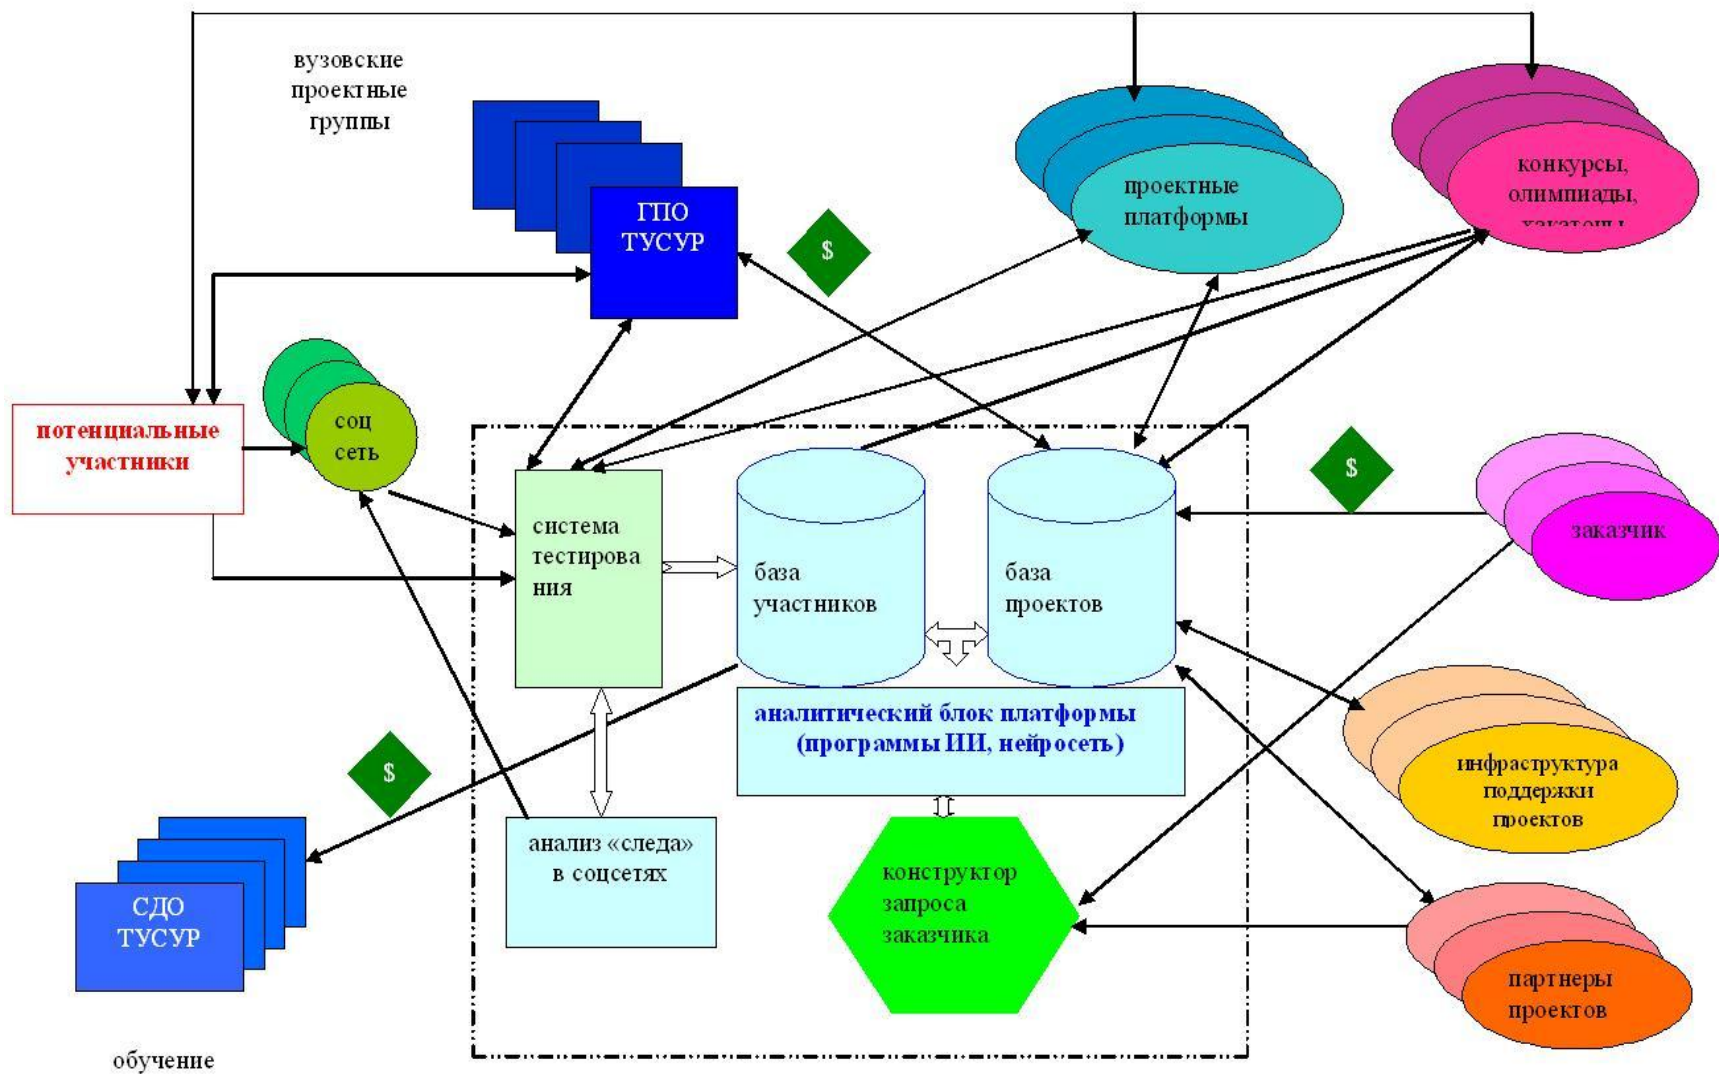 вузовские
проектные
группы
ГПО
ТУСУР
$
проектные
платформы
конкурсы,
олимпиады,
хакатоны
потенциальные
участники
соц
сеть
$
заказчик
система
тестирова
ния
база
участников
база
проектов
аналитический блок платформы
(программы ИИ, нейросеть)
$
инфраструктура
поддержки
проектов
анализ «следа»
в соцсетях
конструктор
запроса
заказчика
СДО
ТУСУР
партнеры
проектов
обучение